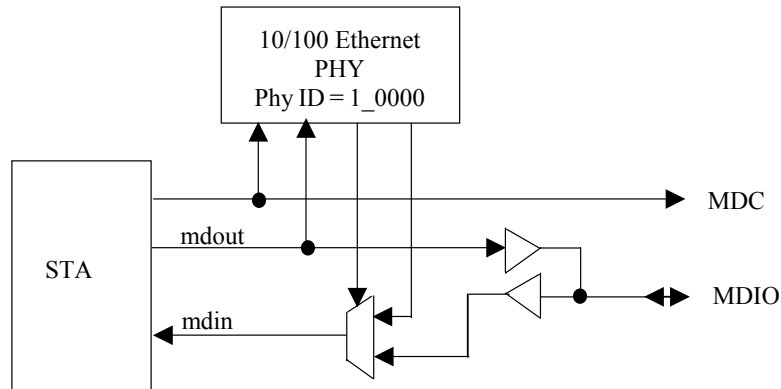 10/100 Ethernet
PHY
Phy ID = 1_0000
MDC
mdout
STA
MDIO
mdin